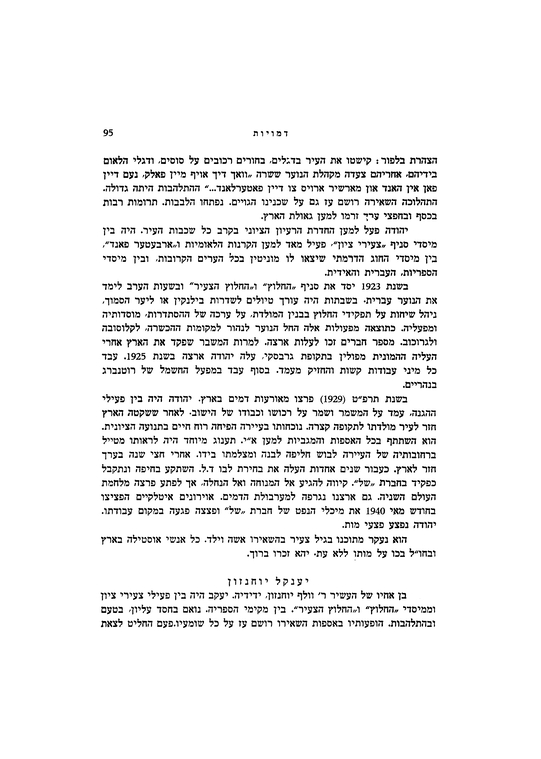 דמויות 95
הצהרת בלפור: קישטו את העיר בדגלים, בחורים רכובים על סוסים, ודגלי הלאום
בידיהם, אחריהם צעדה מקהלת הנוער ששרה „וואך דיך אויף מיין פאלק, נעם דיין
פאן אין האנד און מארשיר ארויס צו דיין פאטערלאנד...״ ההתלהבות היתה גדולה.
התהלוכה השאירה רושם עז גם על שכנינו הגויים. נפתחו הלבבות. תרומות רבות
בכסף ובחפצי ערך זרמו למען גאולת הארץ.
יהודה פעל למען החדרת הרעיון הציוני בקרב כל שכבות העיר. היה בין
מיסדי סניף „צעירי ציון״, פעיל מאד למען הקרנות הלאומיות ו„ארבעטער פאנד״,
בין מיסדי החוג הדרמתי שיצאו לו מוניטין בכל הערים הקרובות, ובין מיסדי
הספריות, העברית והאידית.
בשנת 1923 יסד את סניף „החלוץ״ ו„החלוץ הצעיר״ ובשעות הערב לימד
את הנוער עברית. בשבתות היה עורך טיולים לשדרות בילנקין או ליער הסמוך,
ניהל שיחות על תפקידי החלוץ בבנין המולדת, על ערכה של ההסתדרות, מוסדותיה
ומפעליה. כתוצאה מפעולות אלה החל הנוער לנהור למקומות ההכשרה, לקלוסובה
ולגרוכוב. מספר חברים זכו לעלות ארצה. למרות המשבר שפקד את הארץ אחרי
העליה ההמונית מפולין בתקופת גרבסקי, עלה יהודה ארצה בשנת 1925. עבד
כל מיני עבודות קשות והחזיק מעמד. בסוף עבד במפעל החשמל של רוטנברג
בנהריים.
בשנת תרפ״ט (1929) פרצו מאורעות דמים בארץ. יהודה היה בין פעילי
ההגנה, עמד על המשמר ושמר על רכושו וכבודו של הישוב. לאחר ששקטה הארץ
חזר לעיר מולדתו לתקופה קצרה. נוכחותו בעיירה הפיחה רוח חיים בתנועה הציונית.
הוא השתתף בכל האספות והמגביות למען א״י. תענוג מיוחד היה לראותו מטייל
ברחובותיה של העיירה לבוש חליפה לבנה ומצלמתו בידו. אחרי חצי שנה בערך
חזר לארץ. כעבור שנים אחדות העלה את בחירת לבו ד.ל. השתקע בחיפה ונתקבל
כפקיד בחברת „של״. קיווה להגיע אל המנוחה ואל הנחלה, אך לפתע פרצה מלחמת
העולם השניה. גם ארצנו נגרפה למערבולת הדמים. אוירונים איטלקיים הפציצו
בחודש מאי 1940 את מיכלי הנפט של חברת „של״ ופצצה פגעה במקום עבודתו.
יהודה נפצע פצעי מות.
הוא נעקר מתוכנו בגיל צעיר בהשאירו אשה וילד. כל אנשי אוסטילה בארץ
ובחו״ל בכו על מותו ללא עת. יהא זכרו ברוך.
יענקל יוחנזון
בן אחיו של העשיר ר׳ וולף יוחנזון, ידידיה. יעקב היה בין פעילי צעירי ציון
וממיסדי „החלוץ״ ו„החלוץ הצעיר״. בין מקימי הספריה. נואם בחסד עליון, בטעם
ובהתלהבות. הופעותיו באספות השאירו רושם עז על כל שומעיו.פעם החליט לצאת